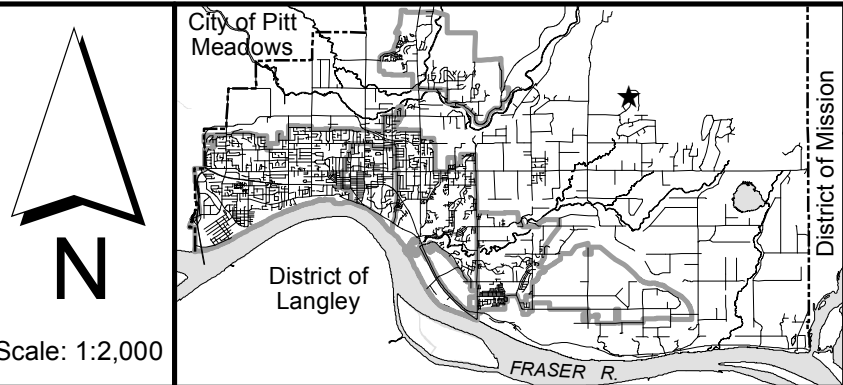 N
Scale: 1:2,000
City of Pitt
Meadows
District of
Langley
FRASER R.
District of Mission